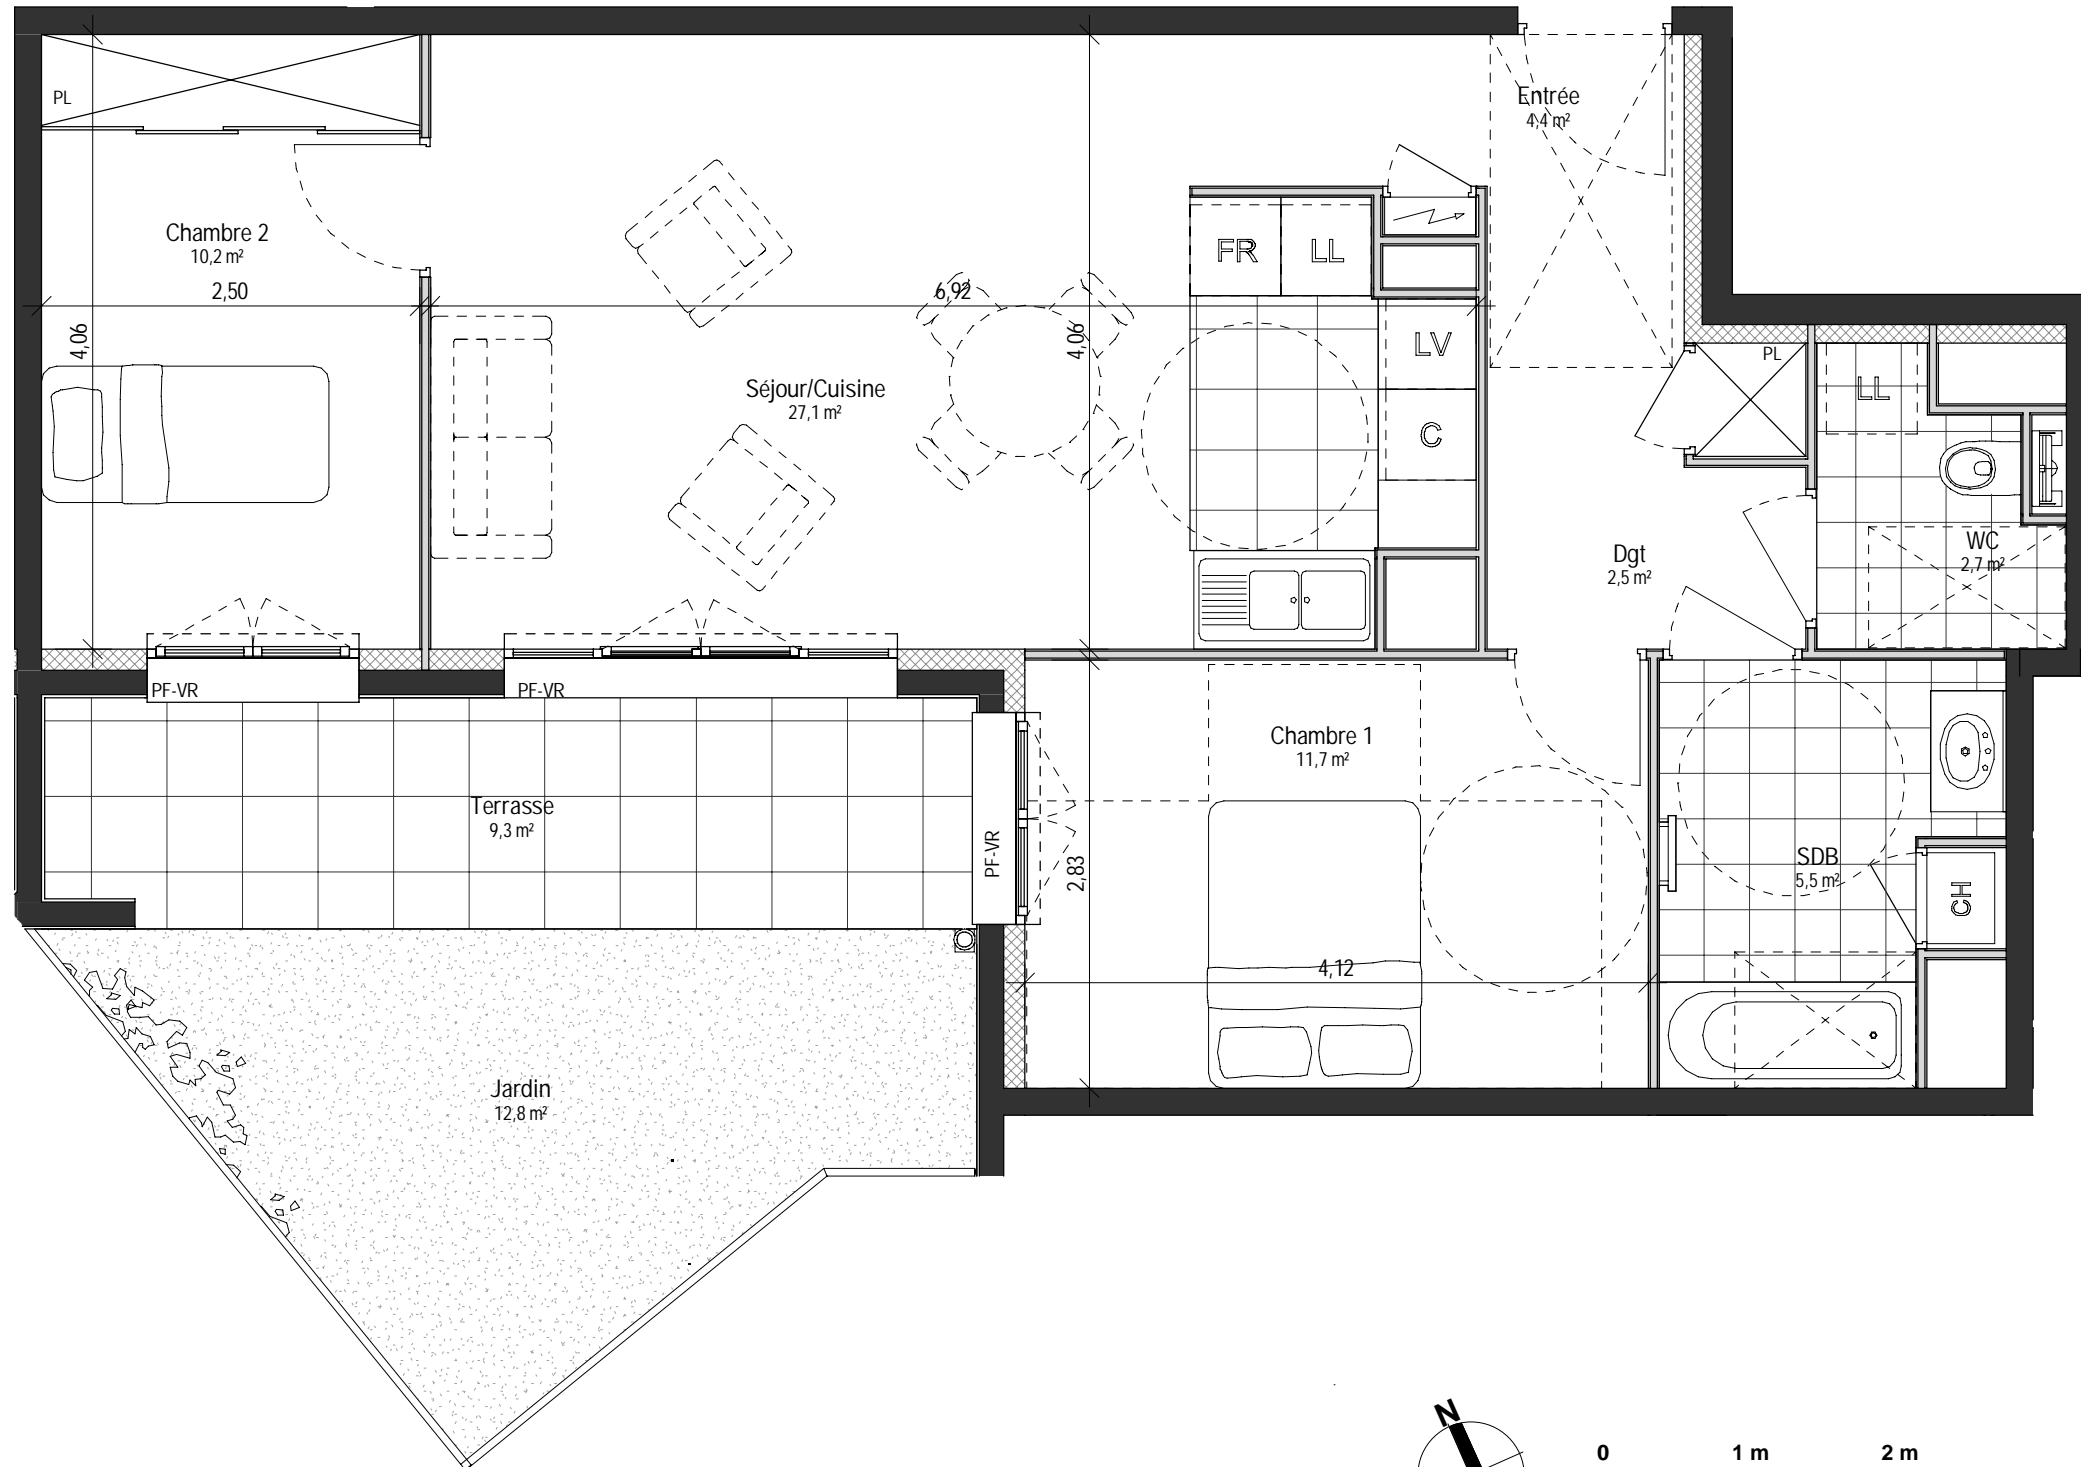 PL
Entrée
4,4 m²
Chambre 2
10,2 m²
2,50
4,06
6,92
4,06
FR
LL
LV
C
Séjour/Cuisine
27,1 m²
PL
LL
WC
2,7 m²
Dgt
2,5 m²
PF-VR
PF-VR
Chambre 1
11,7 m²
Terrasse
9,3 m²
PF-VR
2,83
SDB
5,5 m²
CH
4,12
Jardin
12,8 m²
N
0
1 m
2 m